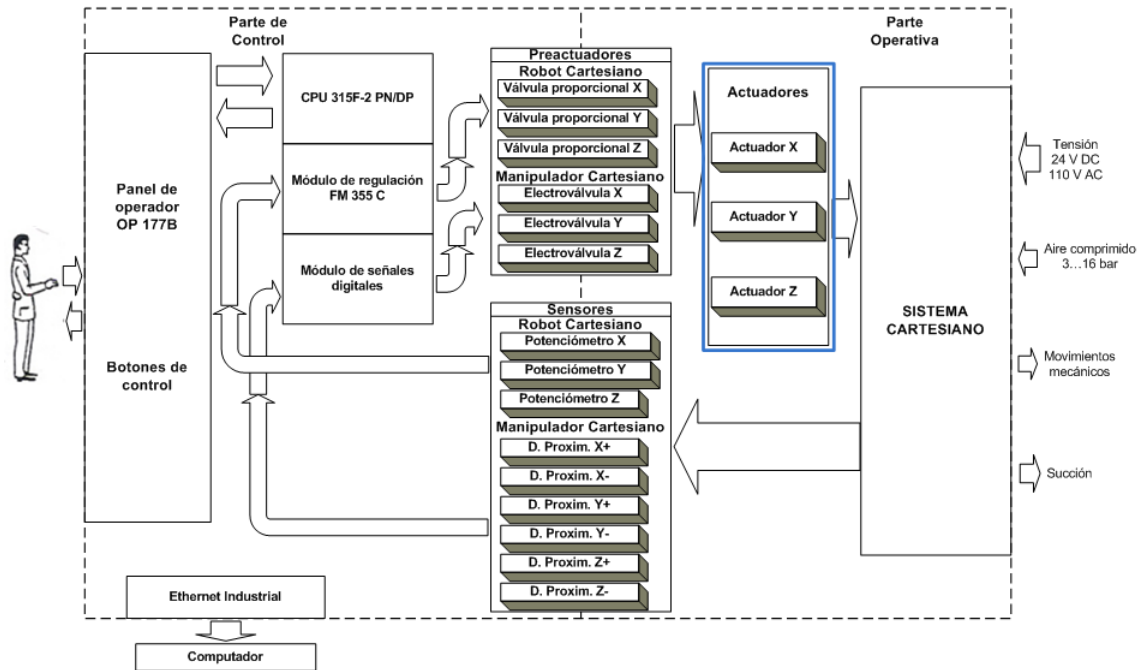 Parte de
Control
Parte
Operativa
Panel de
operador
OP 177B
Botones de
control
CPU 315F-2 PN/DP
Módulo de regulación
FM 355 C
Módulo de señales
digitales
Preactuadores
Robot Cartesiano
Válvula proporcional X
Válvula proporcional Y
Válvula proporcional Z
Manipulador Cartesiano
Electroválvula X
Electroválvula Y
Electroválvula Z
Sensores
Robot Cartesiano
Potenciómetro X
Potenciómetro Y
Potenciómetro Z
Manipulador Cartesiano
D. Proxim. X+
D. Proxim. X-
D. Proxim. Y+
D. Proxim. Y-
D. Proxim. Z+
D. Proxim. Z-
Actuadores
Actuador X
Actuador Y
Actuador Z
SISTEMA
CARTESIANO
Tensión
24 V DC
110 V AC
Aire comprimido
3...16 bar
Movimientos
mecánicos
Succión
Ethernet Industrial
Computador